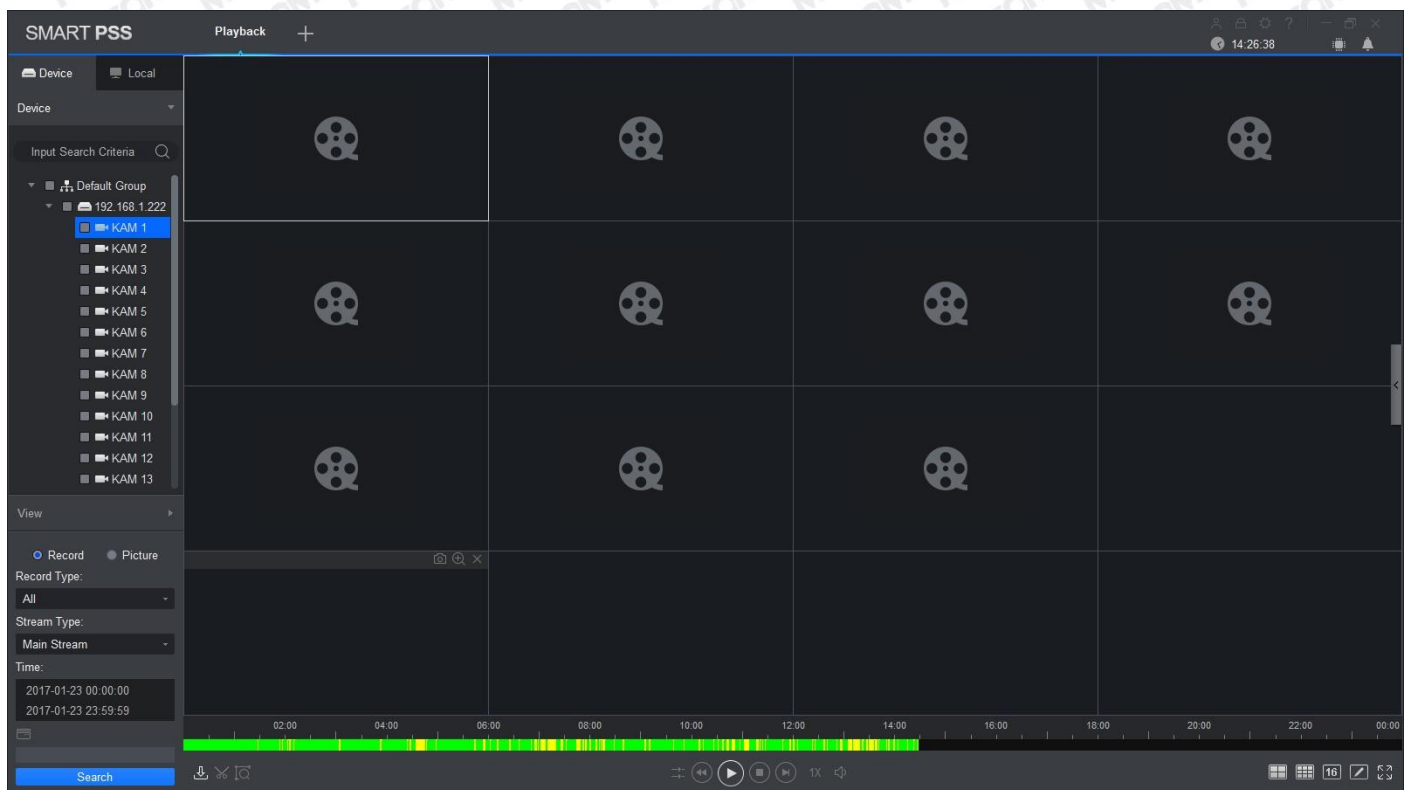 SMART PSS
Playback
14:26:38
Device Local
Device
Input Search Criteria
Default Group
192.168.1.222
KAM 1
KAM 2
KAM 3
KAM 4
KAM 5
KAM 6
KAM 7
KAM 8
KAM 9
KAM 10
KAM 11
KAM 12
KAM 13
View
Record Picture
Record Type:
All
Stream Type:
Main Stream
Time:
2017-01-23 00:00:00
2017-01-23 23:59:59
Search
02:00 04:00 06:00 08:00 10:00 12:00 14:00 16:00 18:00 20:00 22:00 00:00
1X
16